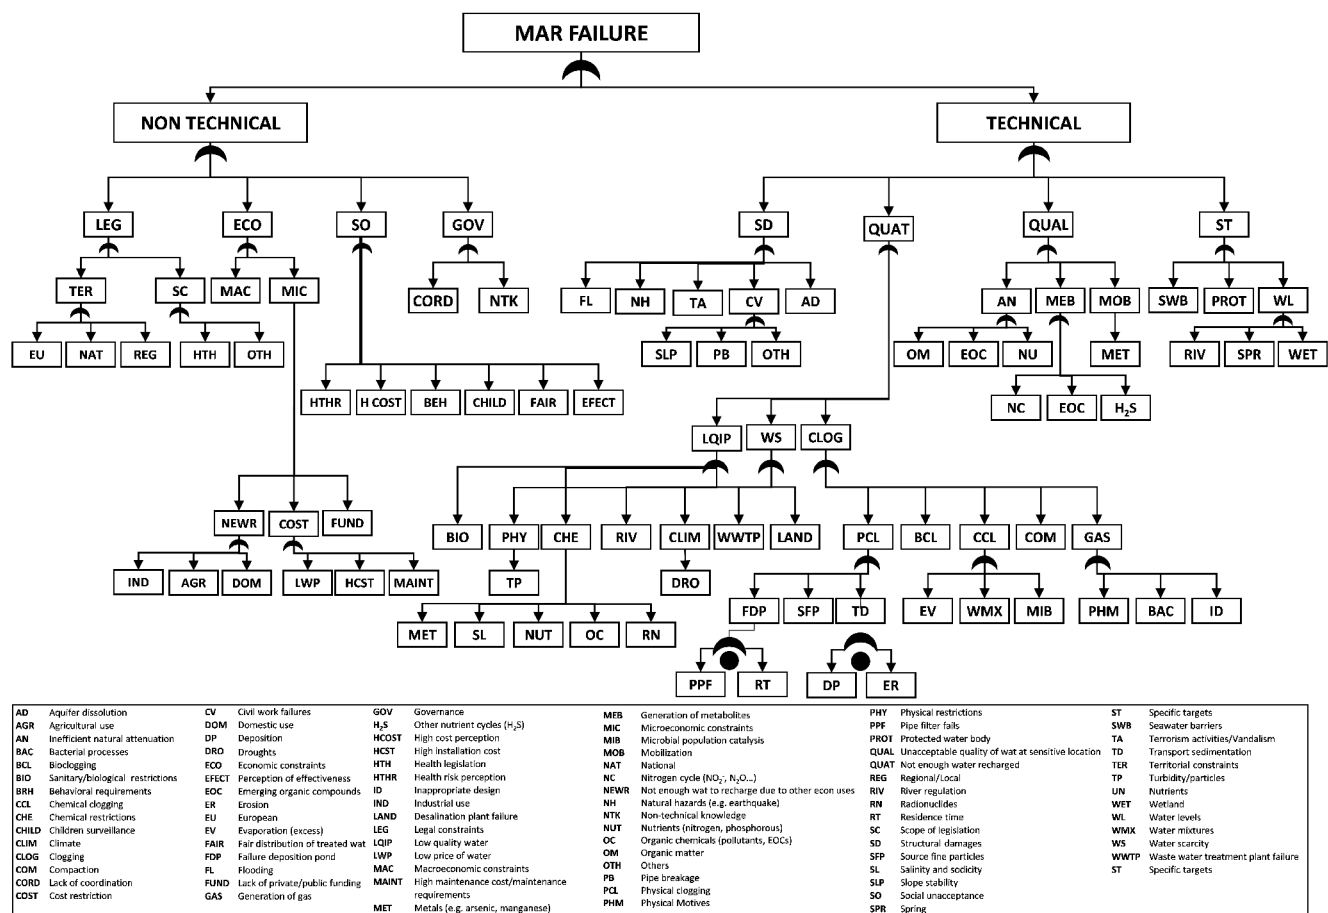 MAR FAILURE
NON TECHNICAL
TECHNICAL
LEG
ECO
SO
GOV
SD
QUAT
QUAL
ST
TER
SC
MAC
MIC
CORD
NTK
FL
NH
TA
CV
AD
AN
MEB
MOB
SWB
PROT
WL
EU
NAT
REG
HTH
OTH
SLP
PB
OTH
OM
EOC
NU
MET
RIV
SPR
WET
HTHR
H COST
BEH
CHILD
FAIR
EFECT
NC
EOC
H2S
LQIP
WS
CLOG
NEWR
COST
FUND
BIO
PHY
CHE
RIV
CLIM
WWTP
LAND
PCL
BCL
CCL
COM
GAS
IND
AGR
DOM
LWP
HCST
MAINT
TP
DRO
FDP
SFP
TD
EV
WMX
MIB
PHM
BAC
ID
MET
SL
NUT
OC
RN
PPF
RT
DP
ER
AD Aquifer dissolution
AGR Agricultural use
AN Inefficient natural attenuation
BAC Bacterial processes
BCL Bioclogging
BIO Sanitary/biological restrictions
BRH Behavioral requirements
CCL Chemical clogging
CHE Chemical restrictions
CHILD Children surveillance
CLIM Climate
CLOG Clogging
COM Compaction
CORD Lack of coordination
COST Cost restriction
CV Civil work failures
DOM Domestic use
DP Deposition
DRO Droughts
ECO Economic constraints
EFECT Perception of effectiveness
EOC Emerging organic compounds
ER Erosion
EU European
EV Evaporation (excess)
FAIR Fair distribution of treated wat
FDP Failure deposition pond
FL Flooding
FUND Lack of private/public funding
GAS Generation of gas
GOV Governance
H2S Other nutrient cycles (H2S)
HCOST High cost perception
HCST High installation cost
HTH Health legislation
HTHR Health risk perception
ID Inappropriate design
IND Industrial use
LAND Desalination plant failure
LEG Legal constraints
LQIP Low quality water
LWP Low price of water
MAC Macroeconomic constraints
MAINT High maintenance cost/maintenance
requirements
MET Metals (e.g. arsenic, manganese)
MEB Generation of metabolites
MIC Microeconomic constraints
MIB Microbial population catalysis
MOB Mobilization
NAT National
NC Nitrogen cycle (NO2-, N2O...)
NEWR Not enough wat to recharge due to other econ uses
NH Natural hazards (e.g. earthquake)
NTK Non-technical knowledge
NUT Nutrients (nitrogen, phosphorous)
OC Organic chemicals (pollutants, EOCs)
OM Organic matter
OTH Others
PB Pipe breakage
PCL Physical clogging
PHM Physical Motives
PHY Physical restrictions
PPF Pipe filter fails
PROT Protected water body
QUAL Unacceptable quality of wat at sensitive location
QUAT Not enough water recharged
REG Regional/Local
RIV River regulation
RN Radionuclides
RT Residence time
SC Scope of legislation
SD Structural damages
SFP Source fine particles
SL Salinity and sodicity
SLP Slope stability
SO Social unacceptance
SPR Spring
ST Specific targets
SWB Seawater barriers
TA Terrorism activities/Vandalism
TD Transport sedimentation
TER Territorial constraints
TP Turbidity/particles
UN Nutrients
WET Wetland
WL Water levels
WMX Water mixtures
WS Water scarcity
WWTP Waste water treatment plant failure
ST Specific targets